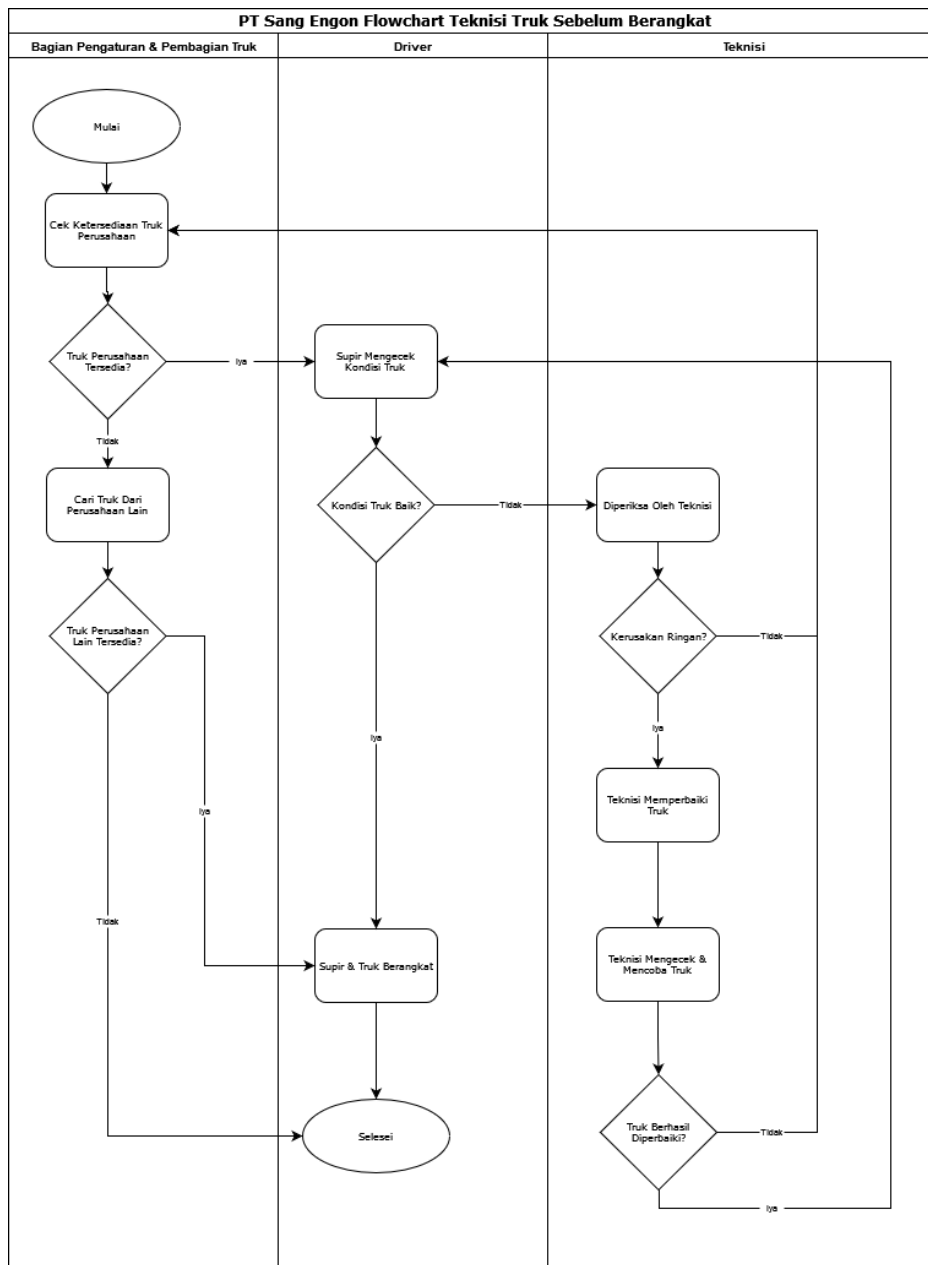 PT Sang Engon Flowchart Teknisi Truk Sebelum Berangkat
Bagian Pengaturan & Pembagian Truk
Driver
Teknisi
Mulai
Cek Ketersediaan Truk
Perusahaan
Truk Perusahaan
Tersedia?
Iya
Supir Mengecek
Kondisi Truk
Tidak
Cari Truk Dari
Perusahaan Lain
Kondisi Truk Baik?
Tidak
Diperiksa Oleh Teknisi
Truk Perusahaan
Lain Tersedia?
Kerusakan Ringan?
Tidak
Iya
Iya
Teknisi Memperbaiki
Truk
Iya
Tidak
Supir & Truk Berangkat
Teknisi Mengecek &
Mencoba Truk
Selesei
Truk Berhasil
Diperbaiki?
Tidak
Iya